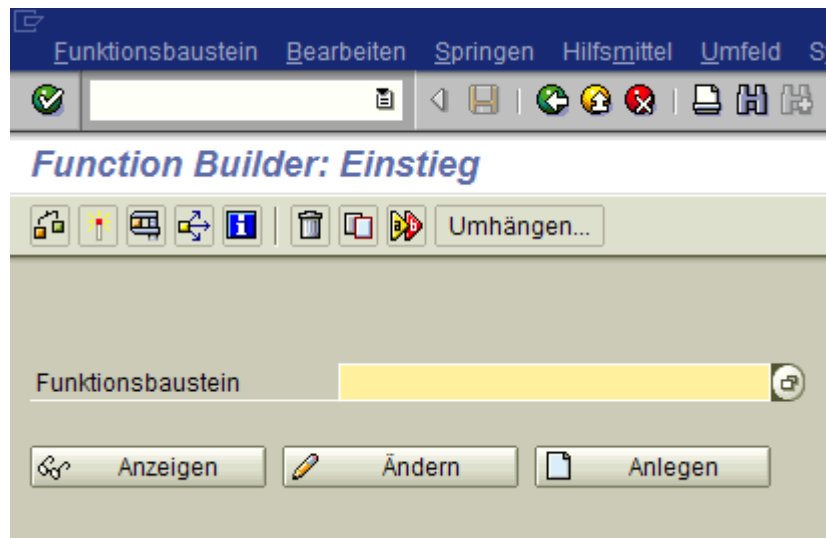 Funktionsbaustein Bearbeiten Springen Hilfsmittel Umfeld
Function Builder: Einstieg
Umhängen...
Funktionsbaustein
Anzeigen Ändern Anlegen